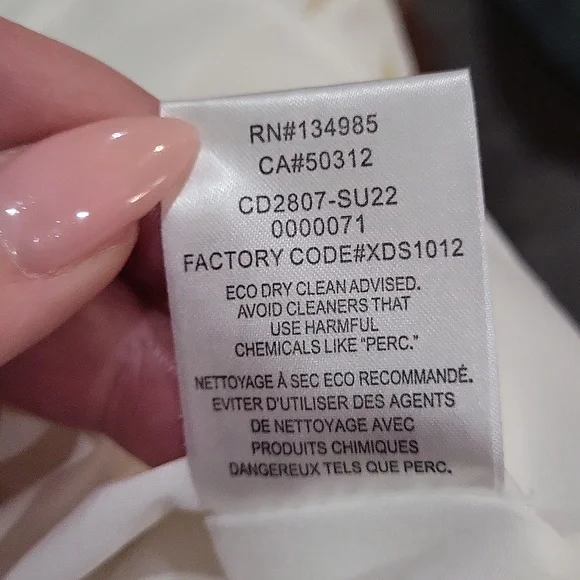 RN#134985
CA#50312
CD2807-SU22
0000071
FACTORY CODE#XDS1012
ECO DRY CLEAN ADVISED.
AVOID CLEANERS THAT
USE HARMFUL
CHEMICALS LIKE "PERC."
NETTOYAGE À SEC ECO RECOMMANDÉ.
EVITER D'UTILISER DES AGENTS
DE NETTOYAGE AVEC
PRODUITS CHIMIQUES
DANGEREUX TELS QUE PERC.